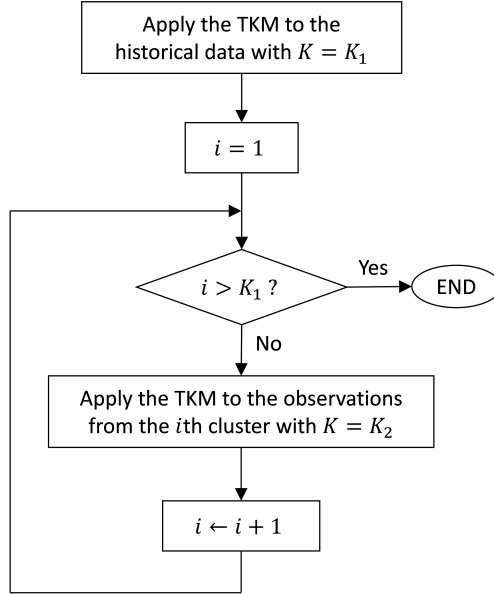 Apply the TKM to the
historical data with K = K₁
i = 1
i > K₁ ?
Yes
END
No
Apply the TKM to the observations
from the ith cluster with K = K₂
i ← i + 1